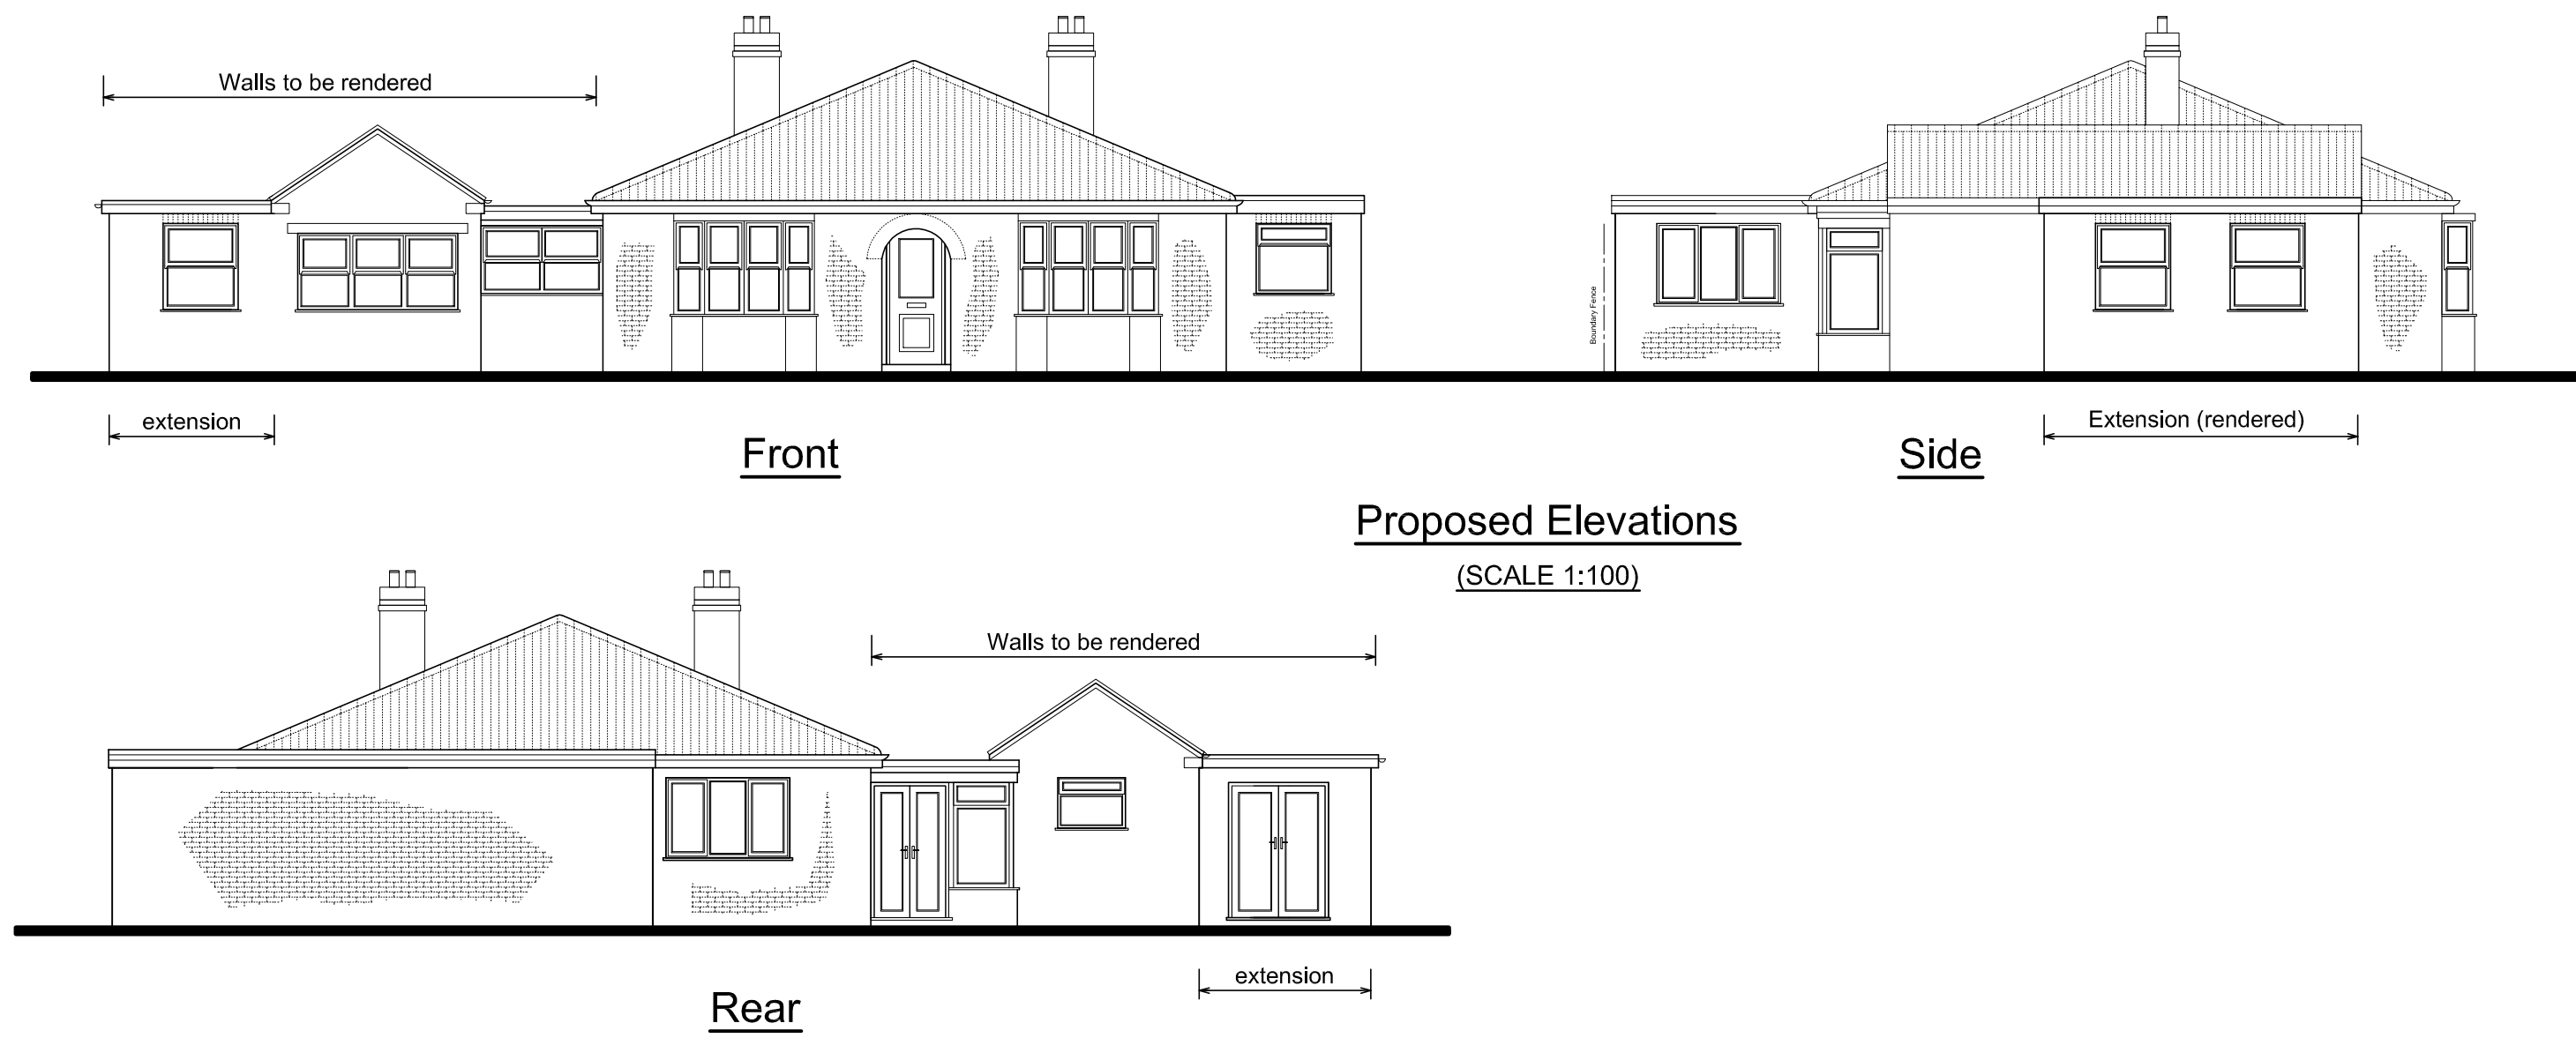 Walls to be rendered
extension
Front
Boundary Fence
Extension (rendered)
Side
Proposed Elevations
(SCALE 1:100)
Walls to be rendered
extension
Rear